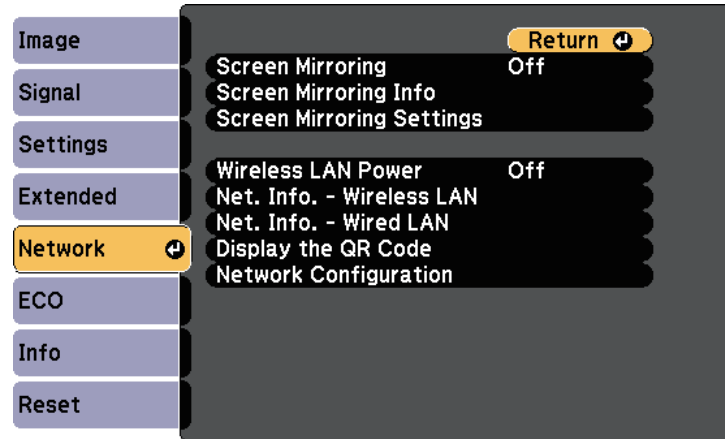 Image
Signal
Settings
Extended
Network
ECO
Info
Reset
Return
Screen Mirroring Off
Screen Mirroring Info
Screen Mirroring Settings
Wireless LAN Power Off
Net. Info. - Wireless LAN
Net. Info. - Wired LAN
Display the QR Code
Network Configuration